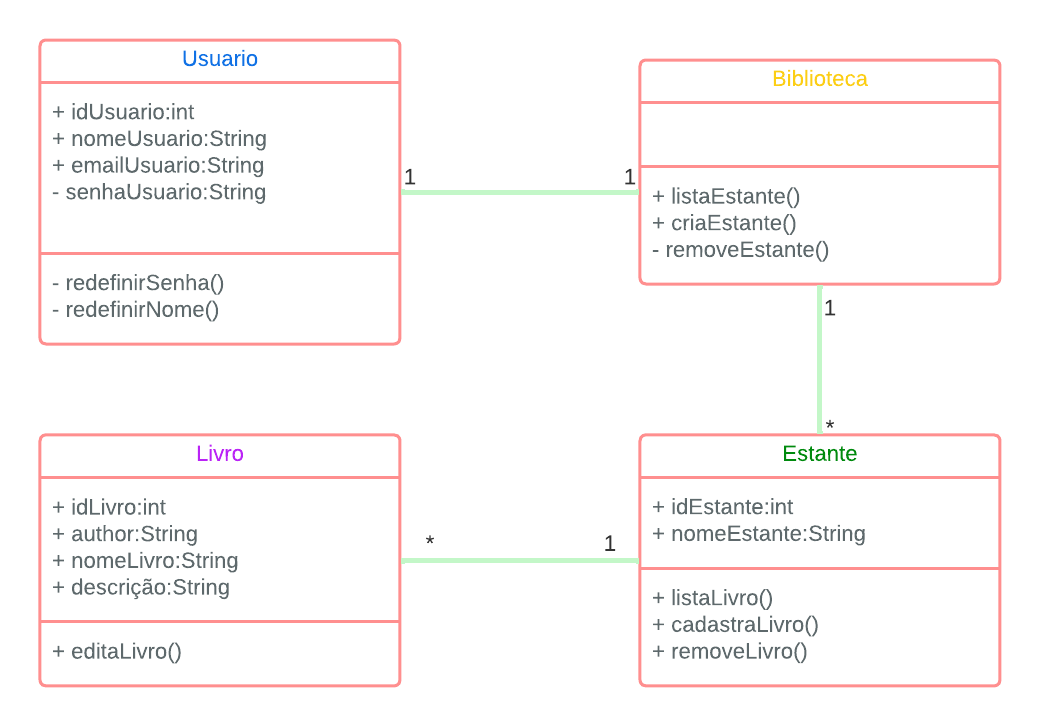 Usuario
+ idUsuario:int
+ nomeUsuario:String
+ emailUsuario:String
- senhaUsuario:String
- redefinirSenha()
- redefinirNome()
1
1
Biblioteca
+ listaEstante()
+ criaEstante()
- removeEstante()
1
*
Livro
+ idLivro:int
+ author:String
+ nomeLivro:String
+ descrição:String
+ editaLivro()
*
1
Estante
+ idEstante:int
+ nomeEstante:String
+ listaLivro()
+ cadastraLivro()
+ removeLivro()